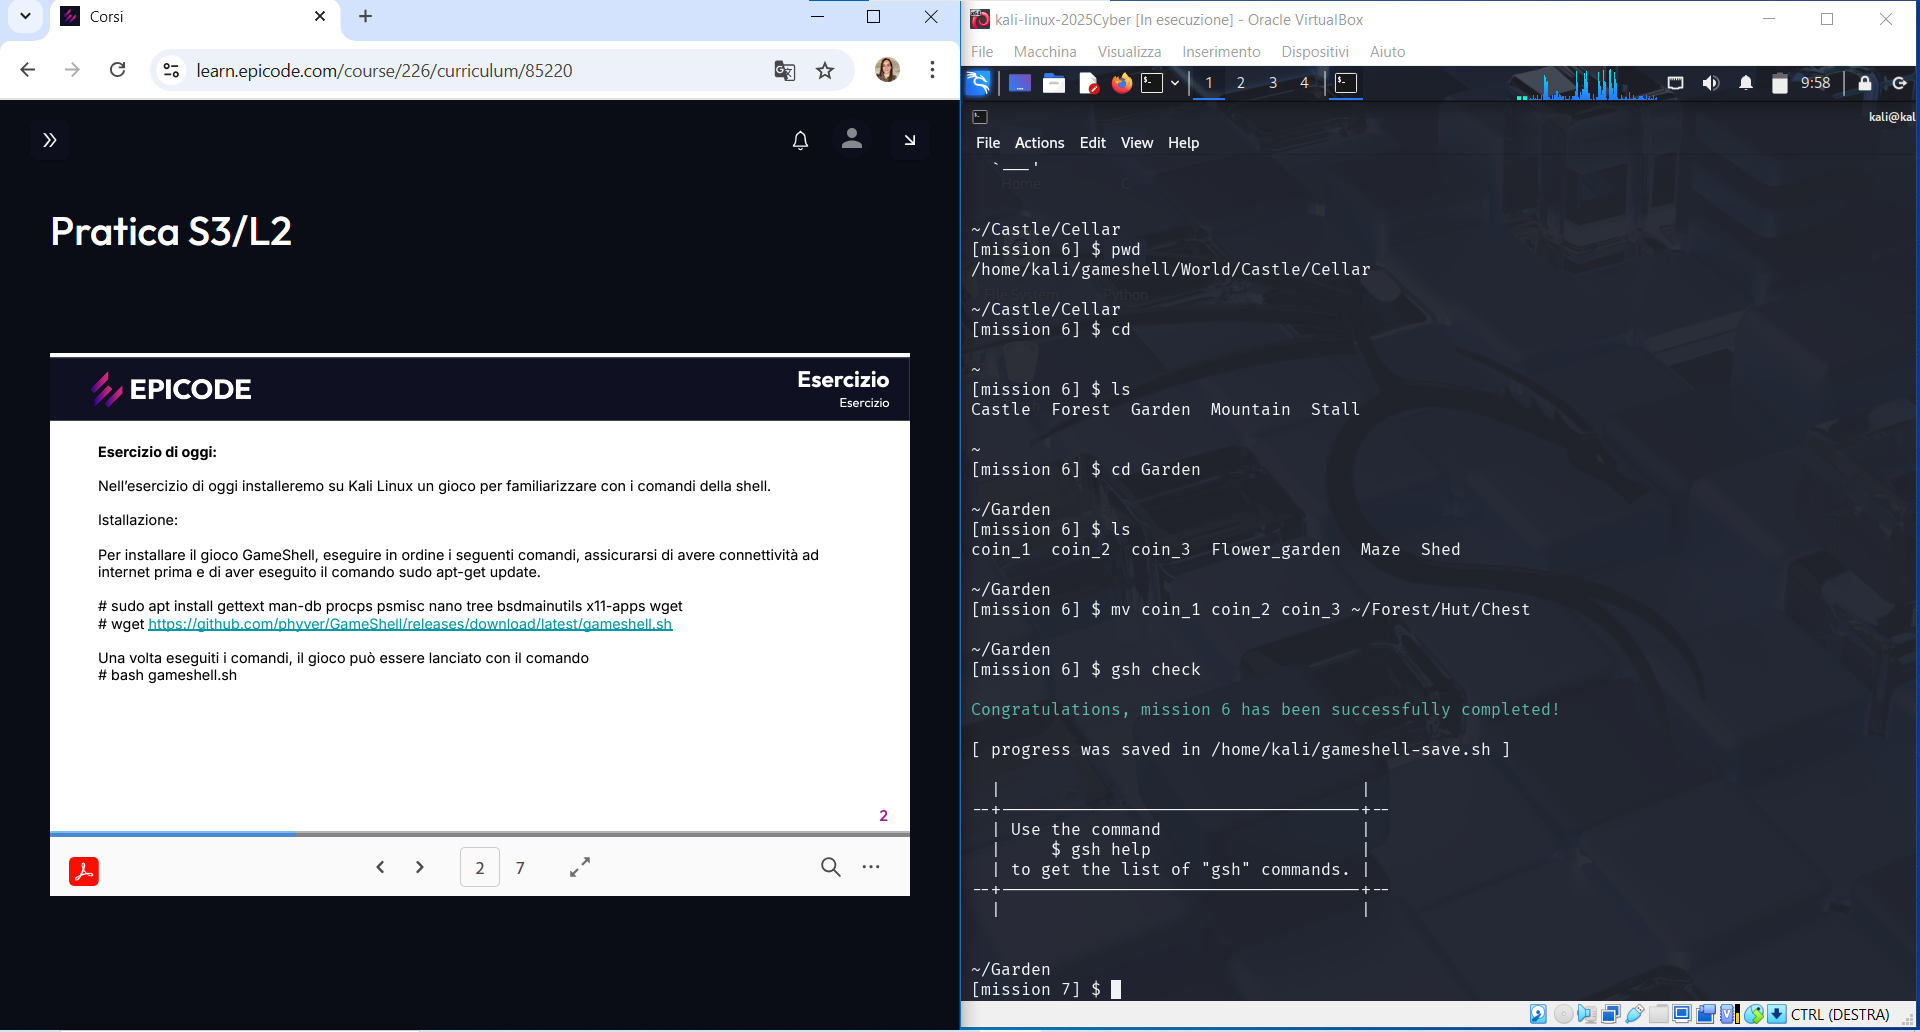 Corsi
learn.epicode.com/course/226/curriculum/85220
Pratica S3/L2
EPICODE
Esercizio
Esercizio
Esercizio di oggi:
Nell'esercizio di oggi installeremo su Kali Linux un gioco per familiarizzare con i comandi della shell.
Istallazione:
Per installare il gioco GameShell, eseguire in ordine i seguenti comandi, assicurarsi di avere connettività ad
internet prima e di aver eseguito il comando sudo apt-get update.
# sudo apt install gettext man-db procps psmisc nano tree bsdmainutils x11-apps wget
# wget https://github.com/phyver/GameShell/releases/download/latest/gameshell.sh
Una volta eseguiti i comandi, il gioco può essere lanciato con il comando
# bash gameshell.sh
2
2 7
kali-linux-2025Cyber [In esecuzione] - Oracle VirtualBox
File Macchina Visualizza Inserimento Dispositivi Aiuto
1 2 3 4 9:58
kali@kal
File Actions Edit View Help
Home
`___'
~/Castle/Cellar
[mission 6] $ pwd
/home/kali/gameshell/World/Castle/Cellar
File System Python
~/Castle/Cellar
[mission 6] $ cd
~
[mission 6] $ ls
Castle Forest Garden Mountain Stall
~
[mission 6] $ cd Garden
~/Garden
[mission 6] $ ls
coin_1 coin_2 coin_3 Flower_garden Maze Shed
~/Garden
[mission 6] $ mv coin_1 coin_2 coin_3 ~/Forest/Hut/Chest
~/Garden
[mission 6] $ gsh check
Congratulations, mission 6 has been successfully completed!
[ progress was saved in /home/kali/gameshell-save.sh ]
| Use the command |
| $ gsh help |
| to get the list of "gsh" commands. |
~/Garden
[mission 7] $
CTRL (DESTRA)